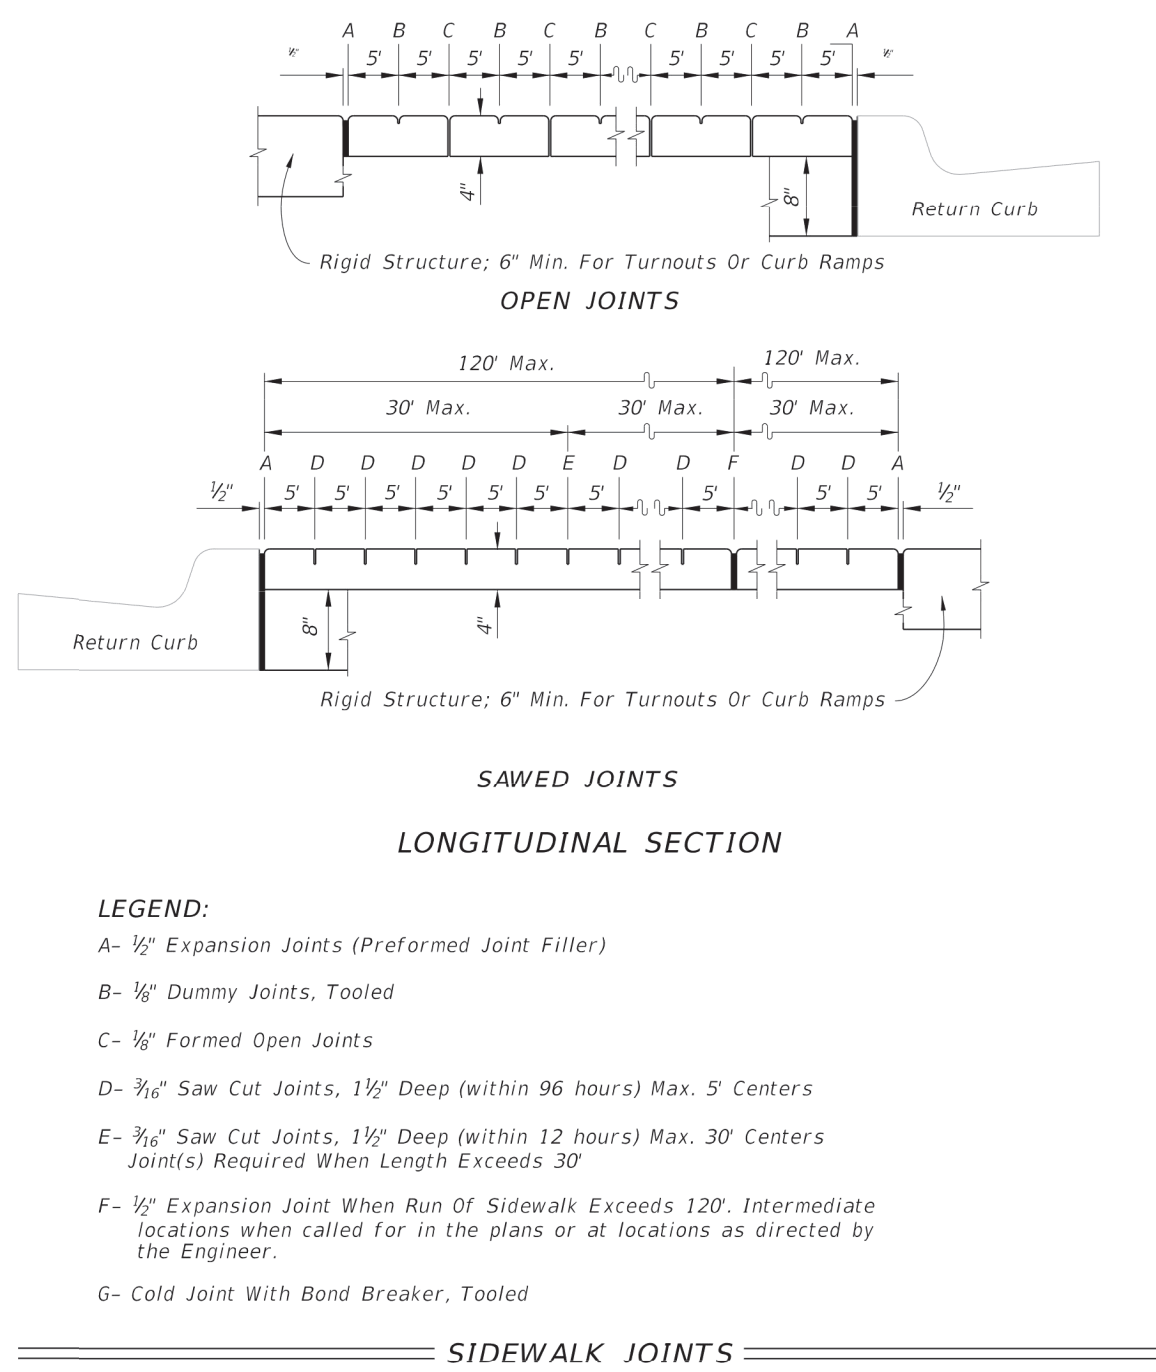 A B C B C B C B C B A
½" 5' 5' 5' 5' 5' 5' 5' 5' 5' ½"
4"
8"
Return Curb
Rigid Structure; 6" Min. For Turnouts Or Curb Ramps
OPEN JOINTS
120' Max. 120' Max.
30' Max. 30' Max. 30' Max.
A D D D D D E D D F D D A
½" 5' 5' 5' 5' 5' 5' 5' 5' 5' 5' ½"
8"
4"
Return Curb
Rigid Structure; 6" Min. For Turnouts Or Curb Ramps
SAWED JOINTS
LONGITUDINAL SECTION
LEGEND:
A– ½" Expansion Joints (Preformed Joint Filler)
B– ⅛" Dummy Joints, Tooled
C– ⅛" Formed Open Joints
D– 3/16" Saw Cut Joints, 1½" Deep (within 96 hours) Max. 5' Centers
E– 3/16" Saw Cut Joints, 1½" Deep (within 12 hours) Max. 30' Centers
Joint(s) Required When Length Exceeds 30'
F– ½" Expansion Joint When Run Of Sidewalk Exceeds 120'. Intermediate
locations when called for in the plans or at locations as directed by
the Engineer.
G– Cold Joint With Bond Breaker, Tooled
SIDEWALK JOINTS